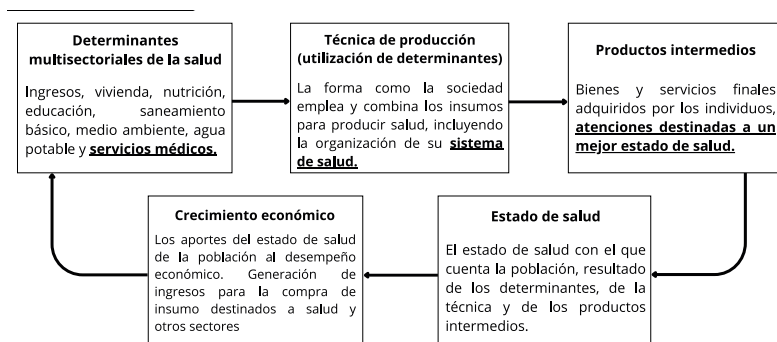 Determinantes
multisectoriales de la salud
Ingresos, vivienda, nutrición,
educación, saneamiento
básico, medio ambiente, agua
potable y servicios médicos.
Técnica de producción
(utilización de determinantes)
La forma como la sociedad
emplea y combina los insumos
para producir salud, incluyendo
la organización de su sistema
de salud.
Productos intermedios
Bienes y servicios finales
adquiridos por los individuos,
atenciones destinadas a un
mejor estado de salud.
Crecimiento económico
Los aportes del estado de salud
de la población al desempeño
económico. Generación de
ingresos para la compra de
insumo destinados a salud y
otros sectores
Estado de salud
El estado de salud con el que
cuenta la población, resultado
de los determinantes, de la
técnica y de los productos
intermedios.